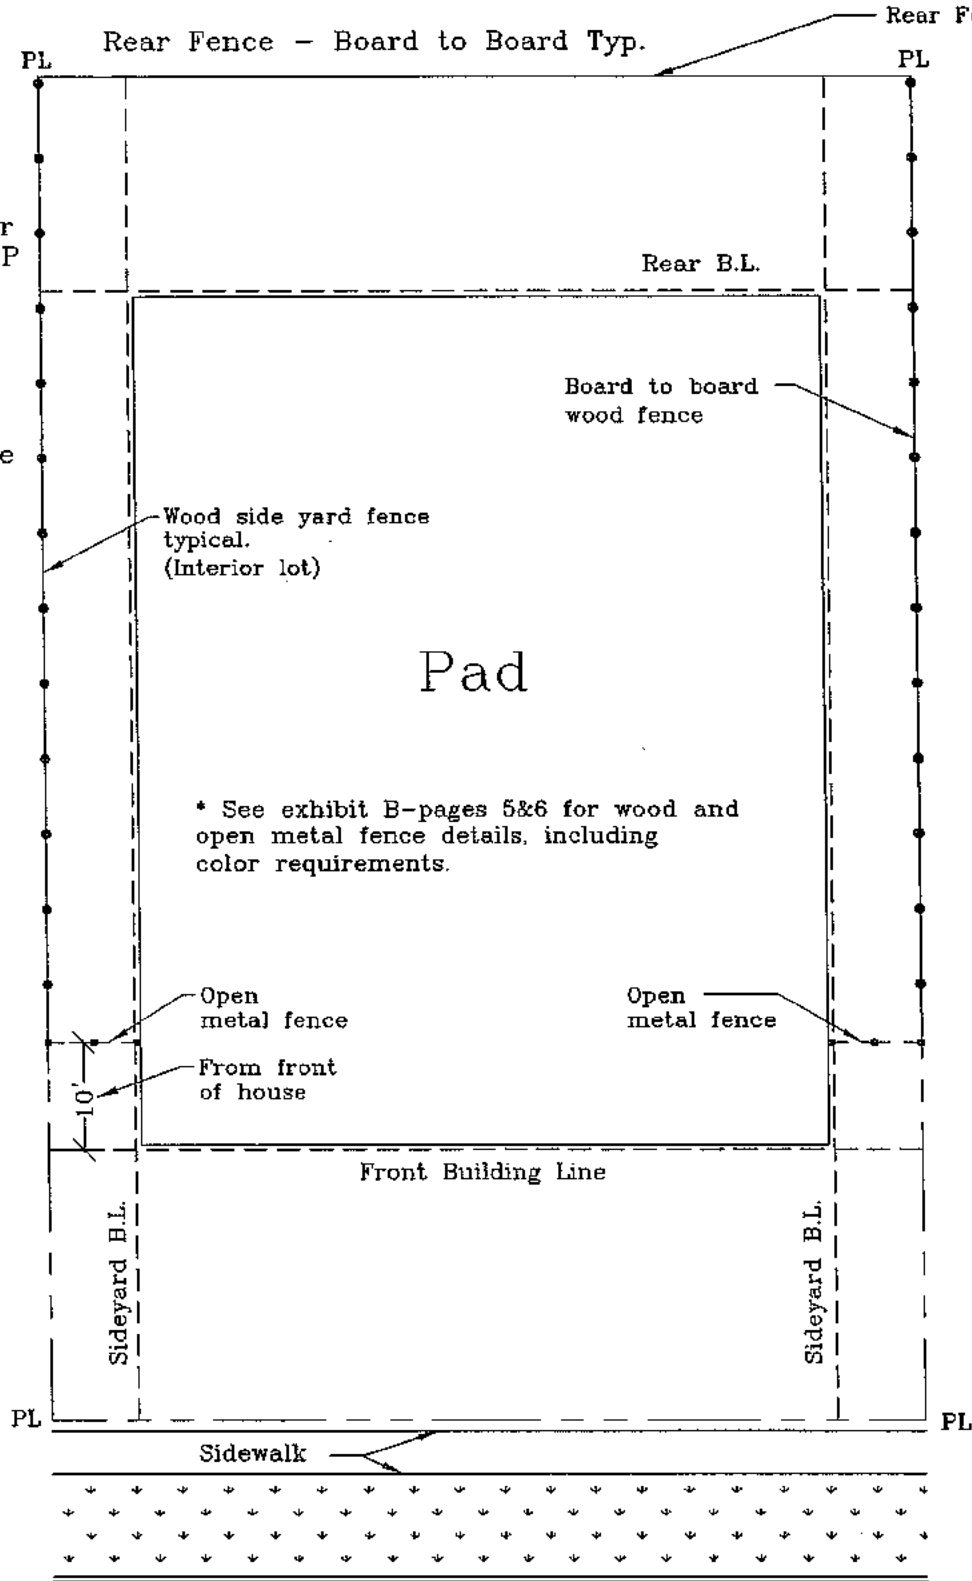 Rear F
Rear Fence - Board to Board Typ.
PL
PL
r
P
Rear B.L.
Board to board
wood fence
e
Wood side yard fence
typical.
(Interior lot)
Pad
* See exhibit B-pages 5&6 for wood and
open metal fence details, including
color requirements.
Open
metal fence
Open
metal fence
From front
of house
10'
Front Building Line
Sideyard B.L.
Sideyard B.L.
PL
PL
Sidewalk